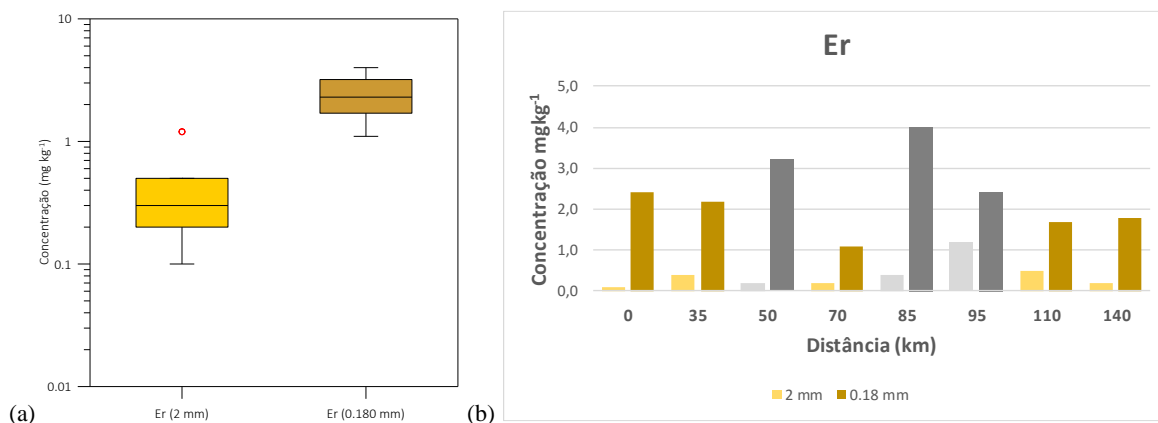 10
1
0.1
0.01
Concentração (mg kg⁻¹)
Er (2 mm) Er (0.180 mm)
(a)
Er
5,0
4,0
3,0
2,0
1,0
0,0
Concentração mgkg⁻¹
0 35 50 70 85 95 110 140
Distância (km)
2 mm 0.18 mm
(b)